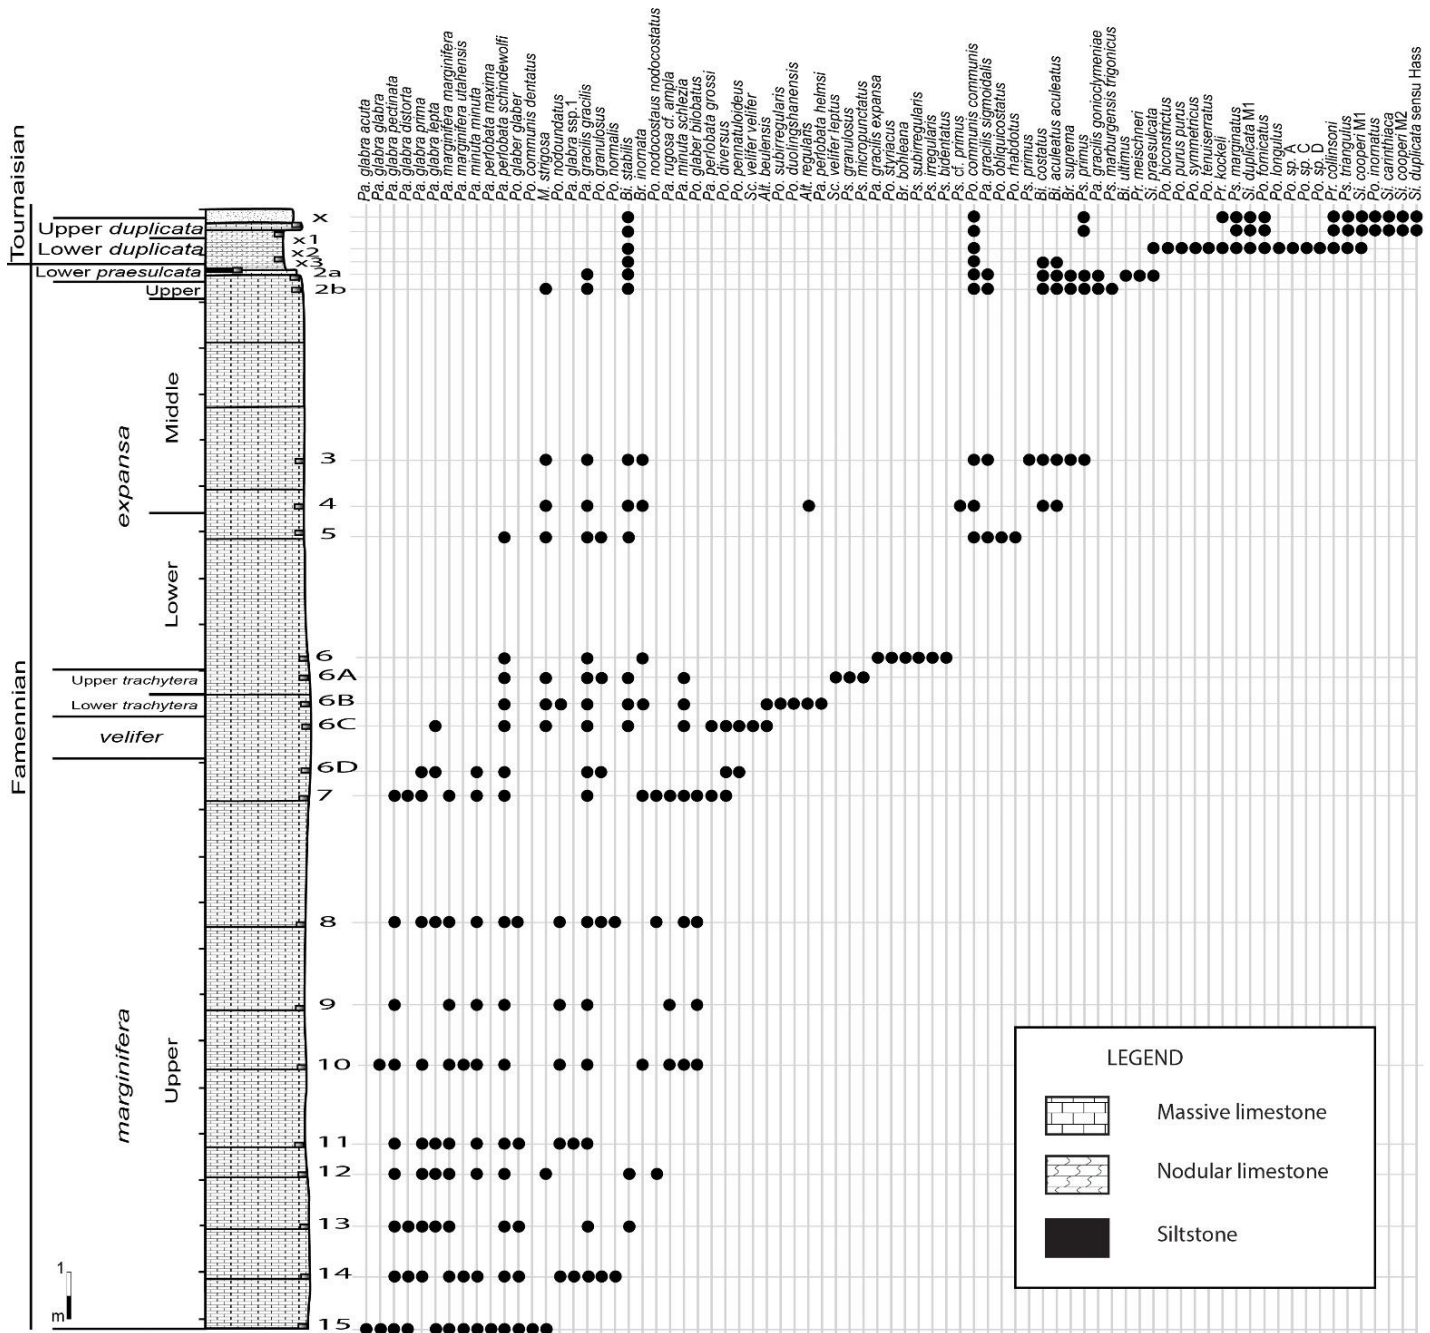 Pa. glabra acuta
Pa. glabra glabra
Pa. glabra pectinata
Pa. glabra distorta
Pa. glabra prima
Pa. glabra lepta
Pa. marginifera marginifera
Pa. marginifera utahensis
Pa. minuta minuta
Pa. perlobata maxima
Pa. perlobata schindewolfi
Po. glaber glaber
Po. communis dentatus
M. strigosa
Po. nodoundatus
Pa. glabra ssp.1
Pa. gracilis gracilis
Po. granulosus
Po. normalis
Bi. stabilis
Br. inornata
Po. nodocostaus nodocostatus
Pa. rugosa cf. ampla
Pa. minuta schlezia
Po. glaber bilobatus
Pa. perlobata grossi
Po. diversus
Po. pennatuloideus
Sc. velifer velifer
Alt. beulensis
Po. subirregularis
Po. duolingshanensis
Alt. regularis
Pa. perlobata helmsi
Sc. velifer leptus
Ps. granulosus
Ps. micropunctatus
Pa. gracilis expansa
Po. styriacus
Br. bohleana
Ps. subirregularis
Ps. irregularis
Ps. bidentatus
Ps. cf. primus
Po. communis communis
Pa. gracilis sigmoidalis
Po. obliquicostatus
Po. rhabdotus
Ps. primus
Bi. costatus
Bi. aculeatus aculeatus
Br. suprema
Ps. primus
Pa. gracilis gonioclymeniae
Ps. marburgensis frigonicus
Bi. ultimus
Pr. meischneri
Si. praesulcata
Po. biconstrictus
Po. purus purus
Po. symmetricus
Po. tenuiserratus
Pr. kockeli
Ps. marginatus
Si. duplicata M1
Po. fornicatus
Po. longulus
Po. sp. A
Po. sp. C
Po. sp. D
Pr. collinsoni
Ps. triangulus
Si. cooperi M1
Po. inornatus
Si. carinthiaca
Si. cooperi M2
Si. duplicata sensu Hass
Tournaisian
Famennian
x
Upper duplicata
x1
Lower duplicata
x2
x3
Lower praesulcata
2a
Upper
2b
expansa
Middle
3
4
5
Lower
6
6A
Upper trachytera
6B
Lower trachytera
6C
velifer
6D
7
8
9
marginifera
Upper
10
11
12
13
14
15
1
m
LEGEND
Massive limestone
Nodular limestone
Siltstone